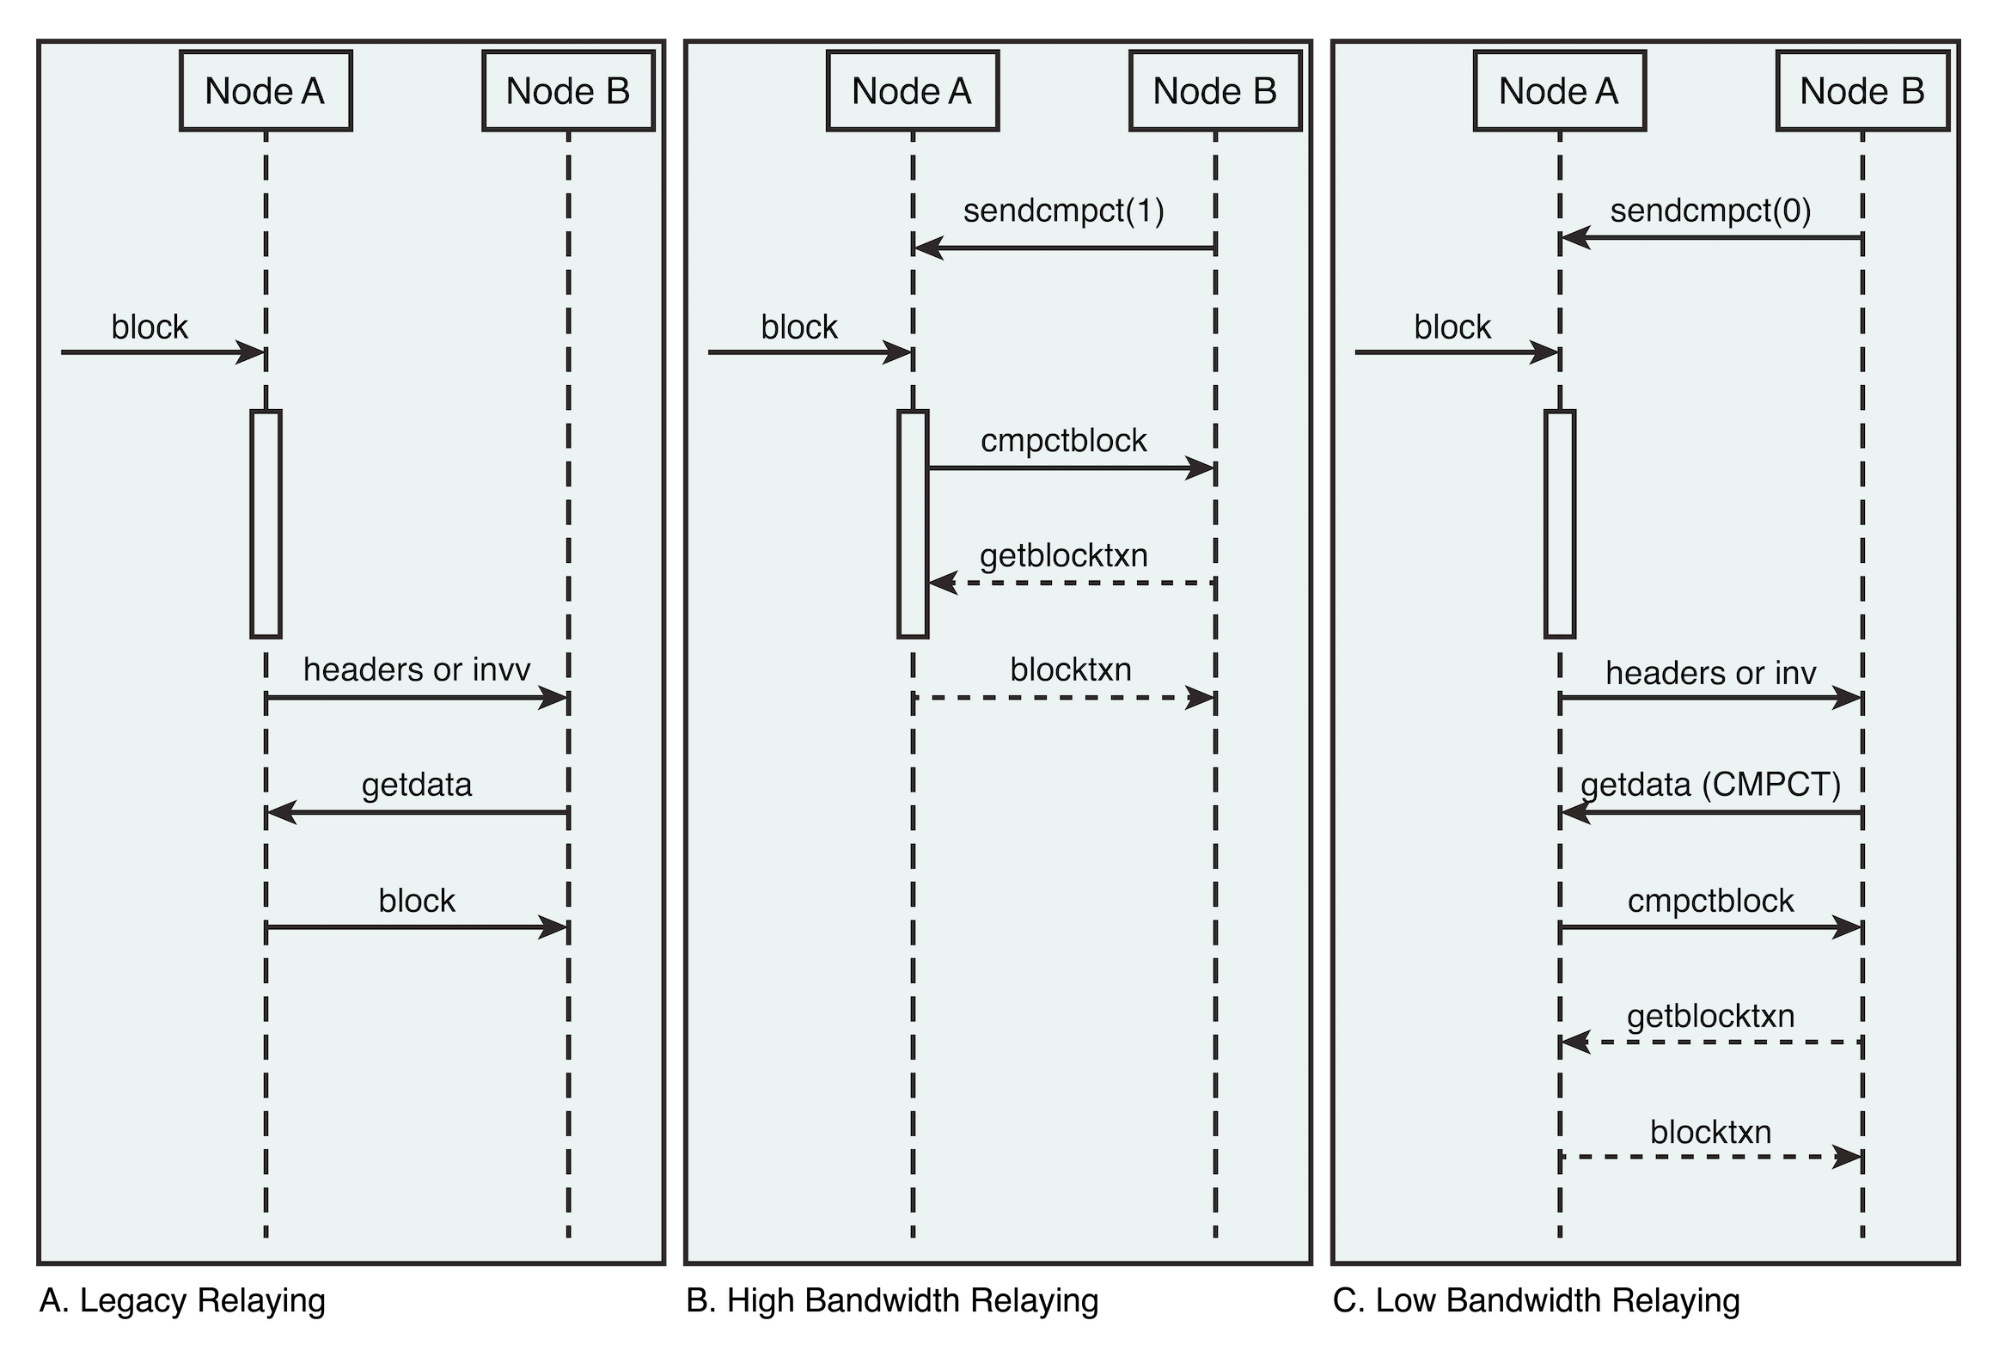 Node A
Node B
block
headers or invv
getdata
block
A. Legacy Relaying
Node A
Node B
sendcmpct(1)
block
cmpctblock
getblocktxn
blocktxn
B. High Bandwidth Relaying
Node A
Node B
sendcmpct(0)
block
headers or inv
getdata (CMPCT)
cmpctblock
getblocktxn
blocktxn
C. Low Bandwidth Relaying